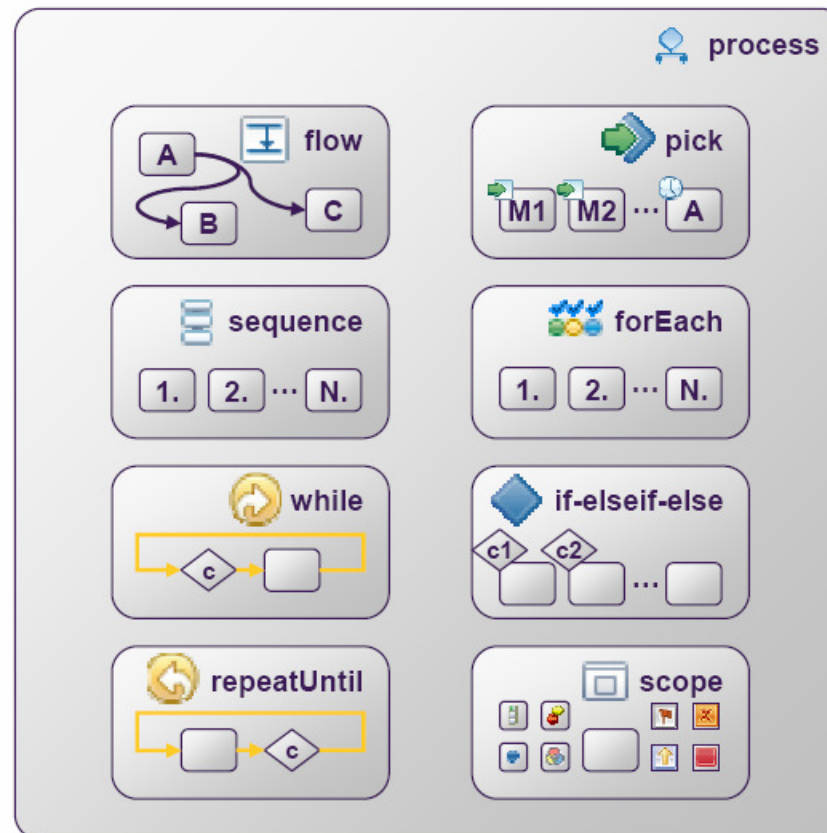 process
flow
A
B
C
pick
M1 M2 ... A
sequence
1. 2. ... N.
forEach
1. 2. ... N.
while
c
if-elseif-else
c1 c2
...
repeatUntil
c
scope